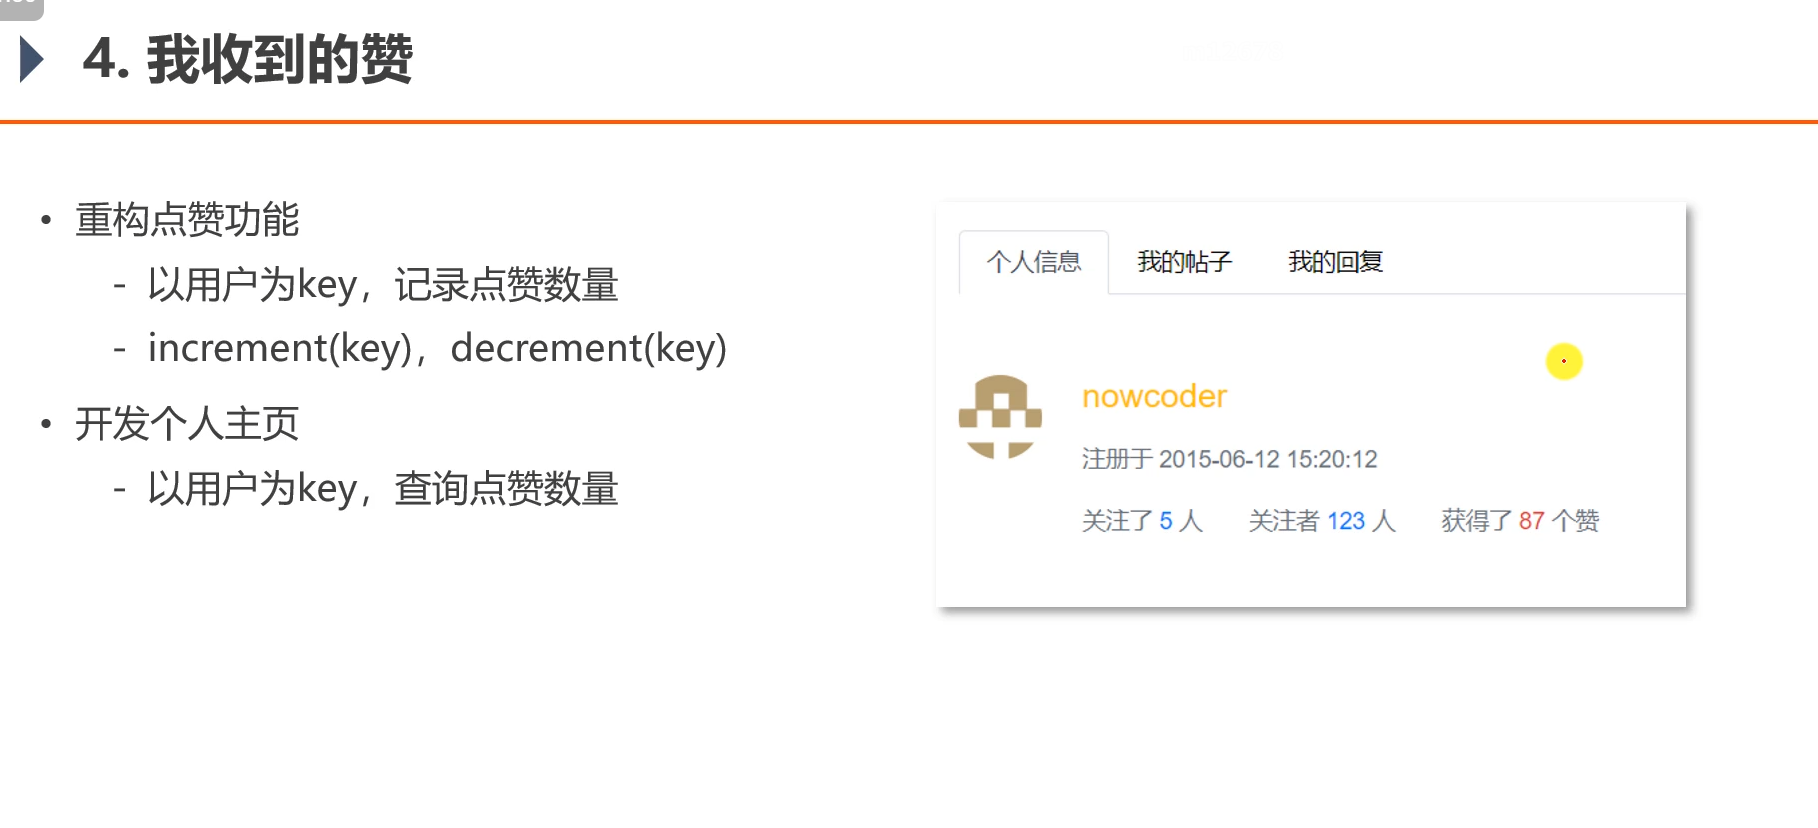 4. 我收到的赞
• 重构点赞功能
- 以用户为key，记录点赞数量
- increment(key)，decrement(key)
• 开发个人主页
- 以用户为key，查询点赞数量
个人信息 我的帖子 我的回复
nowcoder
注册于 2015-06-12 15:20:12
关注了 5 人 关注者 123 人 获得了 87 个赞